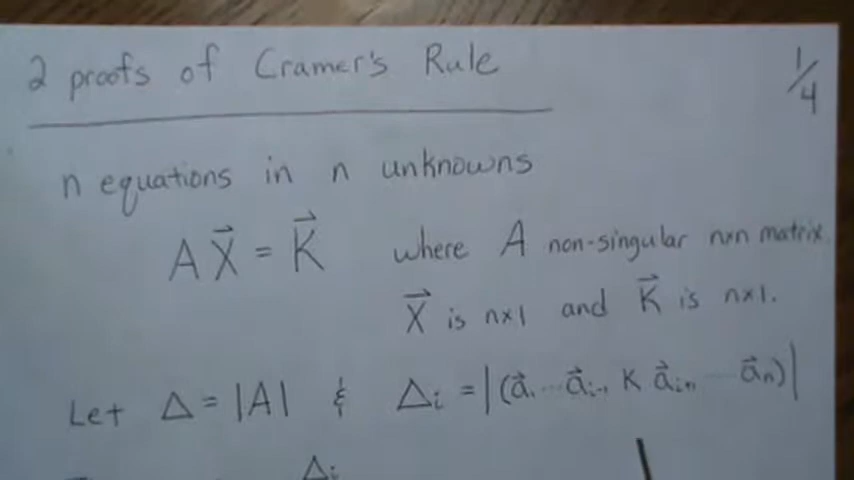 2 proofs of Cramer's Rule
1/4
n equations in n unknowns
A X⃗ = K⃗ where A non-singular n×n matrix.
X⃗ is n×1 and K⃗ is n×1.
Let Δ = |A| & Δi = |(a⃗1 ... a⃗i-1 K a⃗i+1 ... a⃗n)|
Δi